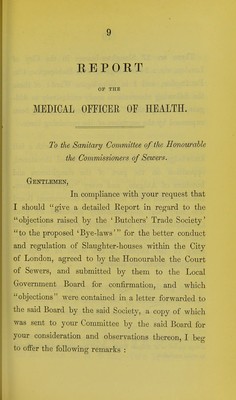 9
REPORT
OF THE
MEDICAL OFFICER OF HEALTH.
To the Sanitary Committee of the Honourable
the Commissioners of Sewers.
GENTLEMEN,
In compliance with your request that
I should "give a detailed Report in regard to the
"objections raised by the 'Butchers' Trade Society'
"to the proposed 'Bye-laws'" for the better conduct
and regulation of Slaughter-houses within the City
of London, agreed to by the Honourable the Court
of Sewers, and submitted by them to the Local
Government Board for confirmation, and which
"objections" were contained in a letter forwarded to
the said Board by the said Society, a copy of which
was sent to your Committee by the said Board for
your consideration and observations thereon, I beg
to offer the following remarks :